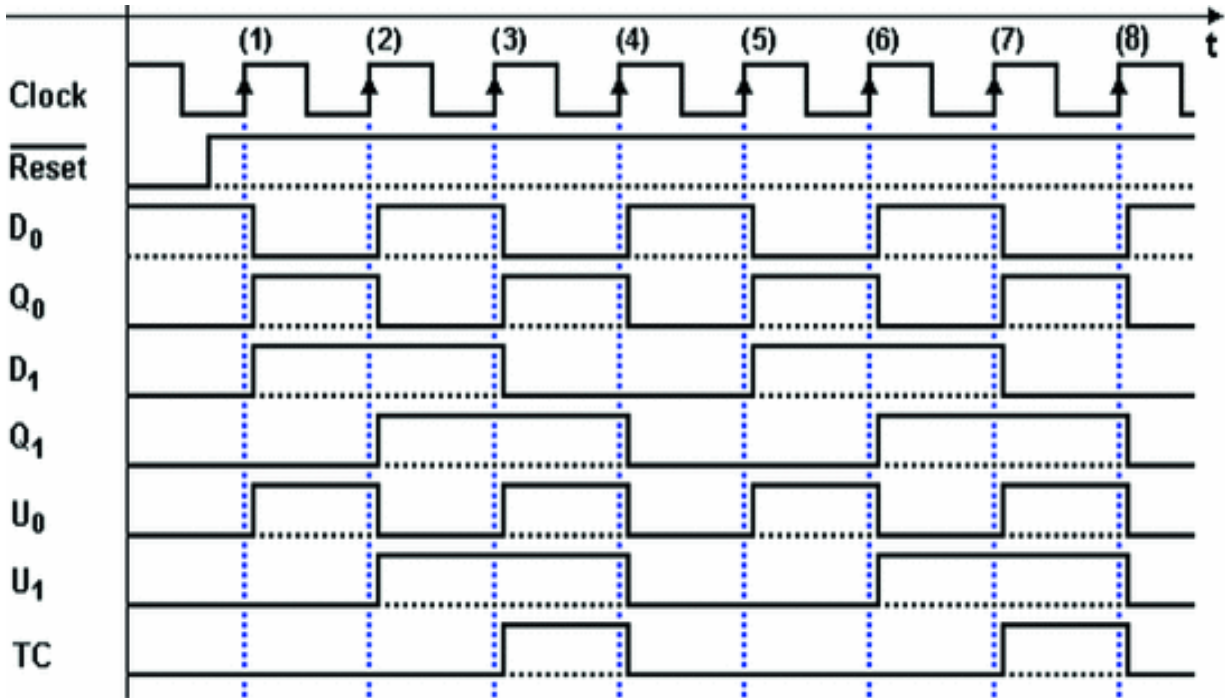 (1) (2) (3) (4) (5) (6) (7) (8)
t
Clock
Reset
D0
Q0
D1
Q1
U0
U1
TC